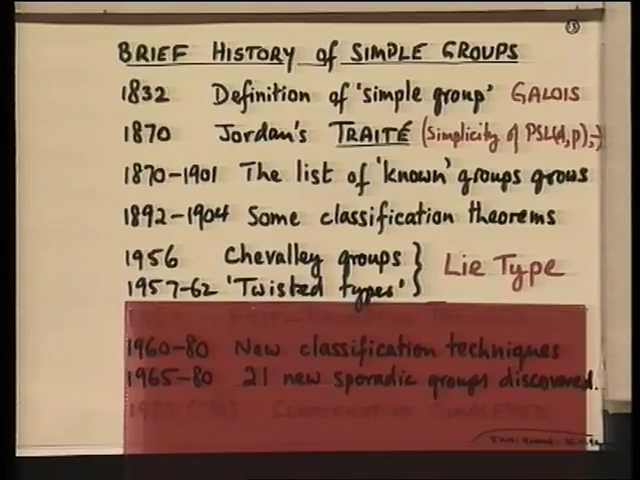 BRIEF HISTORY of SIMPLE GROUPS
1832 Definition of 'simple group' GALOIS
1870 Jordan's TRAITÉ (Simplicity of PSL(d,p),-)
1870-1901 The list of 'known' groups grows
1892-1904 Some classification theorems
1956 Chevalley groups } Lie Type
1957-62 'Twisted types'
1960-80 New classification techniques
1965-80 21 new sporadic groups discovered.